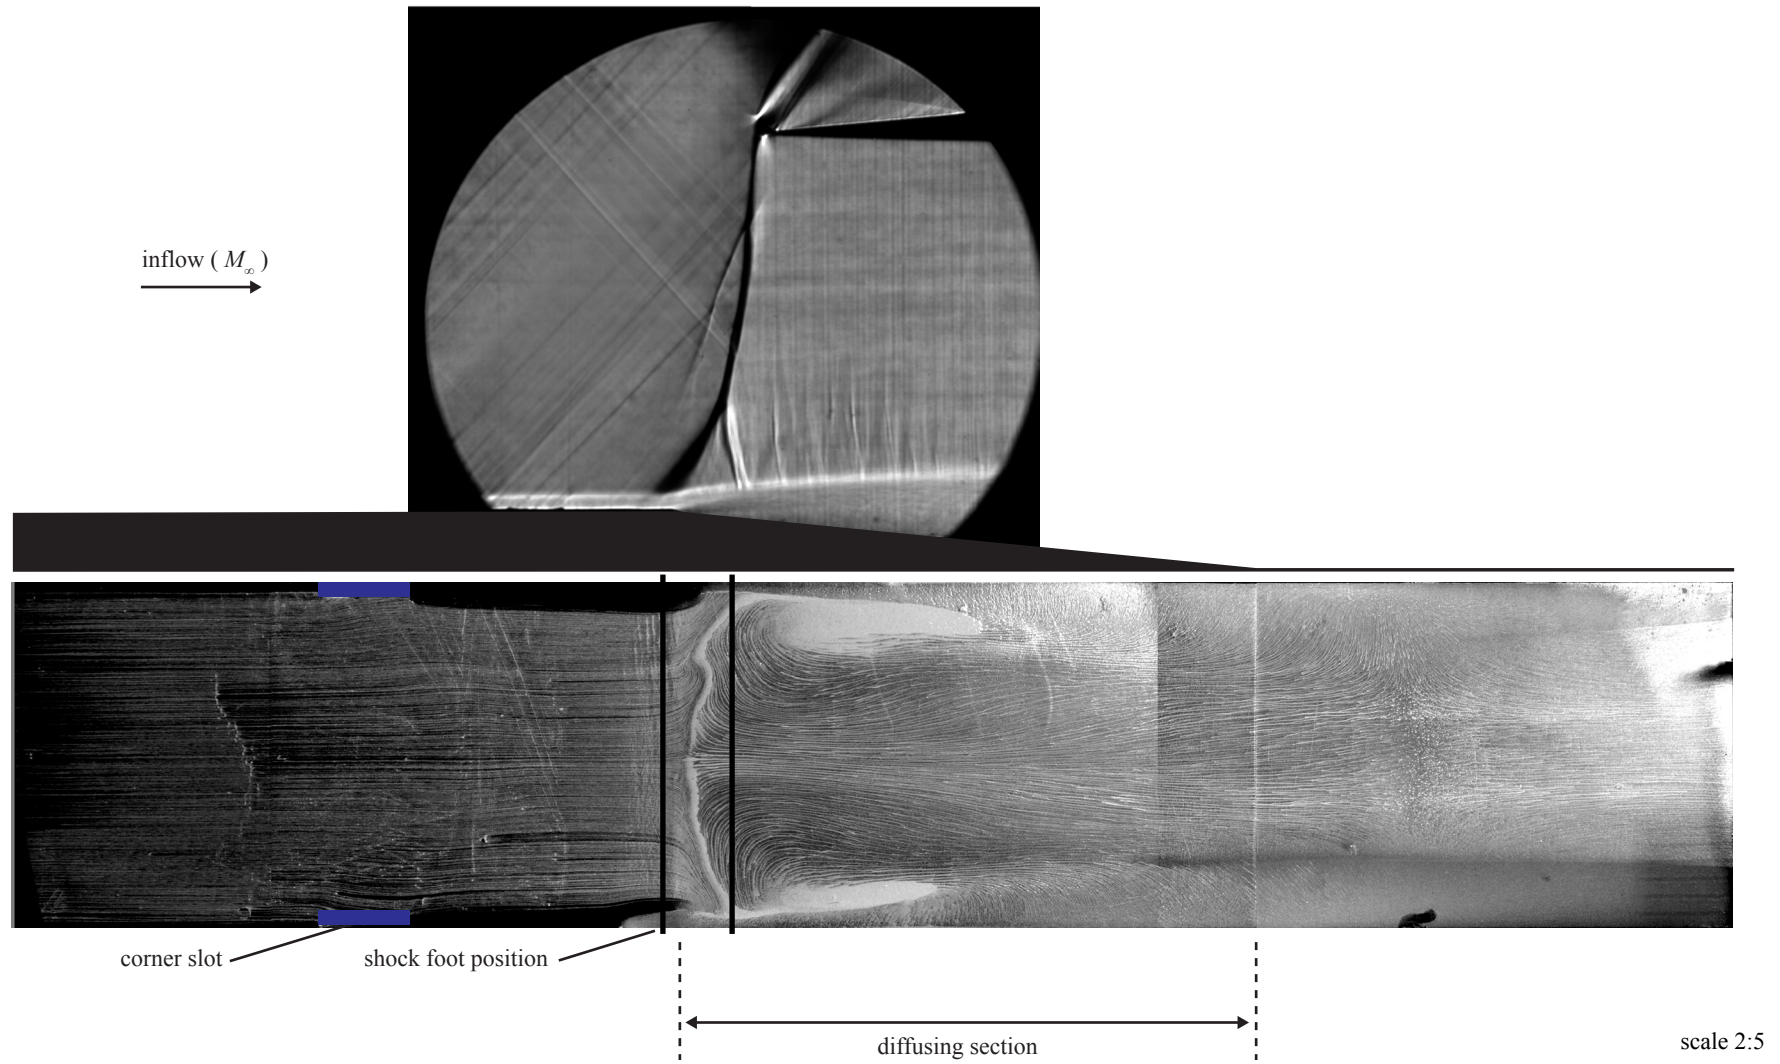 inflow ( M∞ )
corner slot
shock foot position
diffusing section
scale 2:5